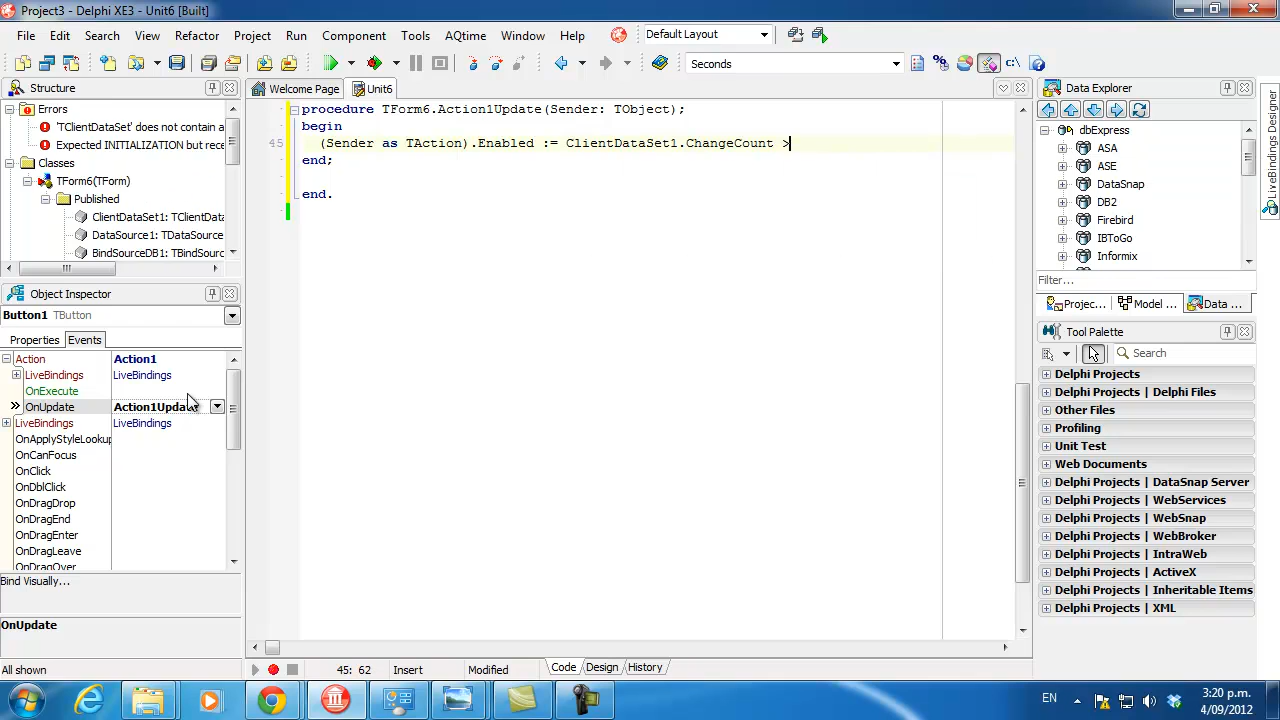 Project3 - Delphi XE3 - Unit6 [Built]
File Edit Search View Refactor Project Run Component Tools AQtime Window Help Default Layout
Seconds C:\
Structure
Errors
'TClientDataSet' does not contain a
Expected INITIALIZATION but rece
Classes
TForm6(TForm)
Published
ClientDataSet1: TClientData
DataSource1: TDataSource
BindSourceDB1: TBindSource
Object Inspector
Button1 TButton
Properties Events
Action Action1
LiveBindings LiveBindings
OnExecute
OnUpdate Action1Update
LiveBindings LiveBindings
OnApplyStyleLookup
OnCanFocus
OnClick
OnDblClick
OnDragDrop
OnDragEnd
OnDragEnter
OnDragLeave
OnDragOver
Bind Visually...
OnUpdate
All shown
Welcome Page Unit6
procedure TForm6.Action1Update(Sender: TObject);
begin
45 (Sender as TAction).Enabled := ClientDataSet1.ChangeCount >
end;
end.
45: 62 Insert Modified Code Design History
Data Explorer
dbExpress
ASA
ASE
DataSnap
DB2
Firebird
IBToGo
Informix
Filter...
Projec... Model ... Data ...
Tool Palette
Search
Delphi Projects
Delphi Projects | Delphi Files
Other Files
Profiling
Unit Test
Web Documents
Delphi Projects | DataSnap Server
Delphi Projects | WebServices
Delphi Projects | WebSnap
Delphi Projects | WebBroker
Delphi Projects | IntraWeb
Delphi Projects | ActiveX
Delphi Projects | Inheritable Items
Delphi Projects | XML
LiveBindings Designer
EN
3:20 p.m.
4/09/2012